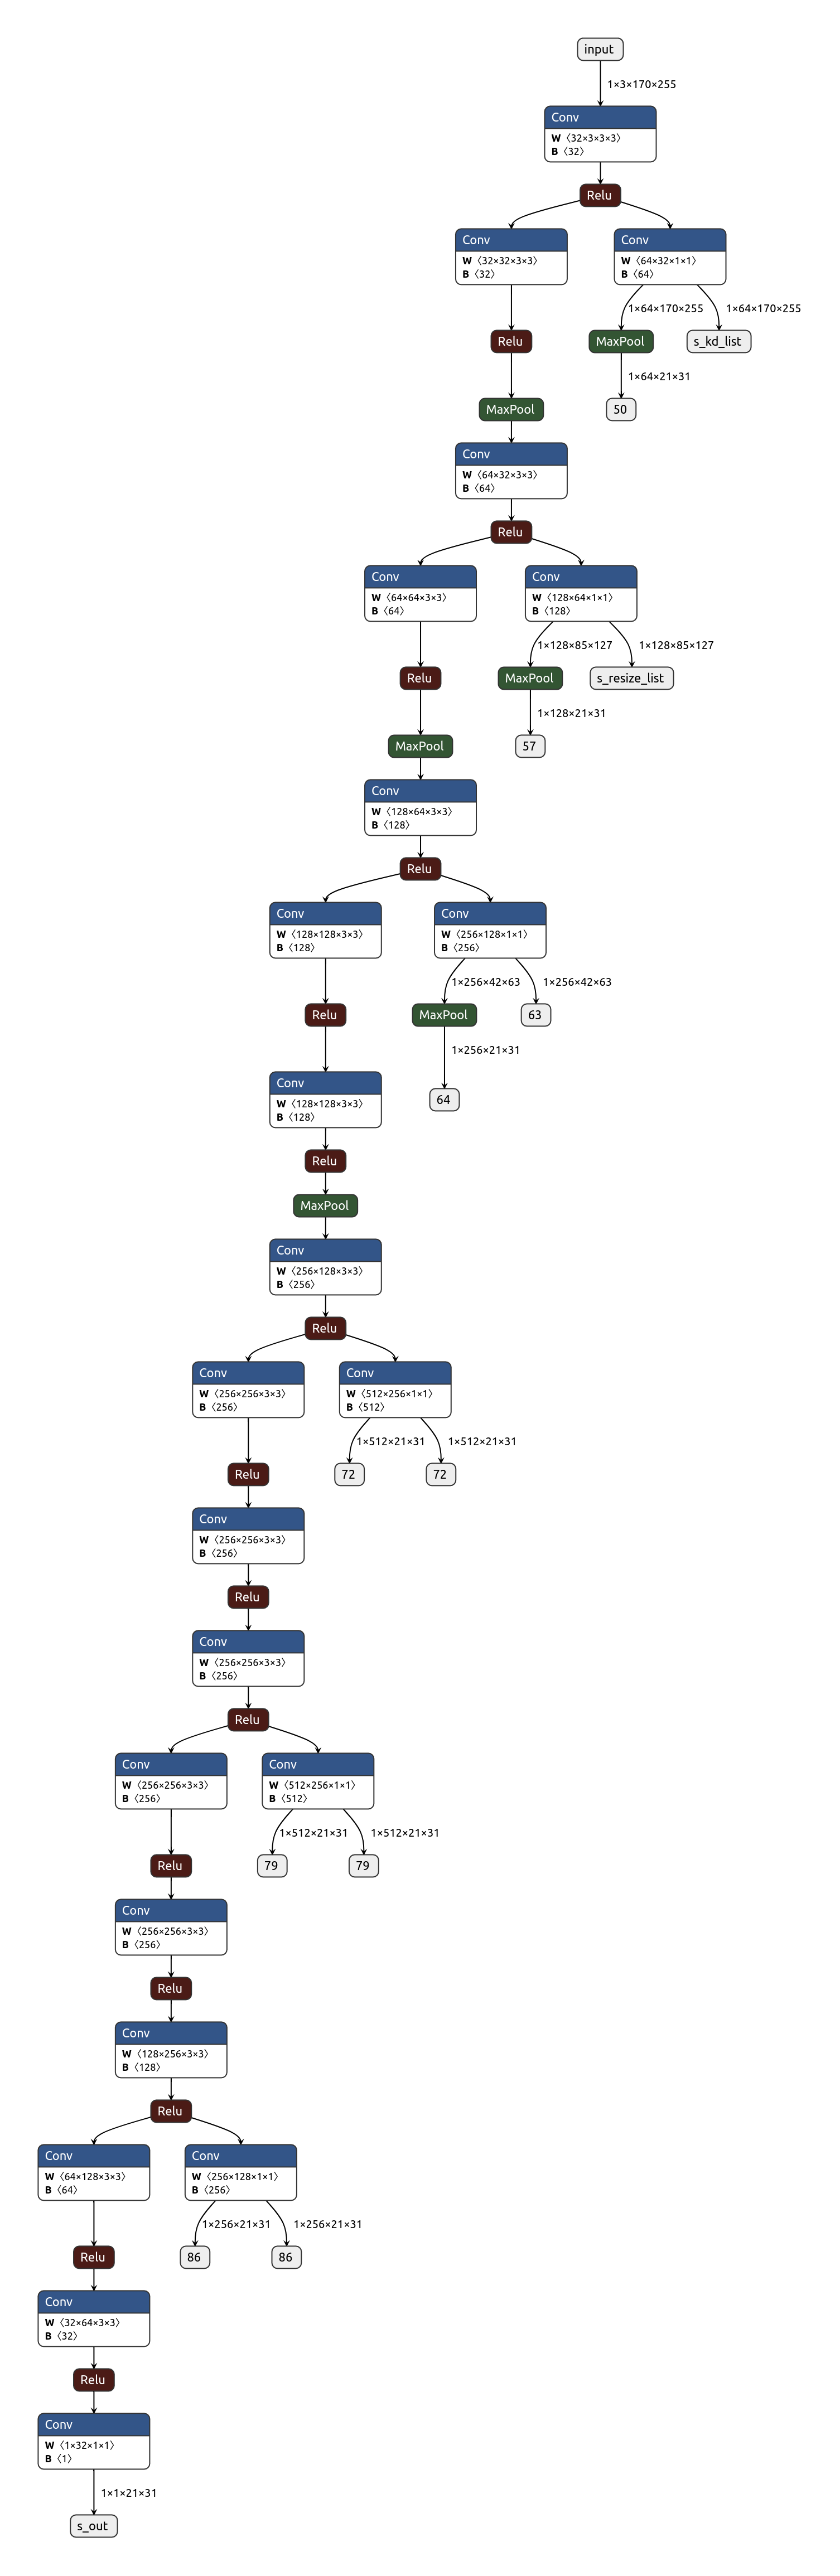 input
1×3×170×255
Conv
W〈32×3×3×3〉
B〈32〉
Relu
Conv
W〈32×32×3×3〉
B〈32〉
Conv
W〈64×32×1×1〉
B〈64〉
1×64×170×255
1×64×170×255
Relu
MaxPool
s_kd_list
1×64×21×31
MaxPool
50
Conv
W〈64×32×3×3〉
B〈64〉
Relu
Conv
W〈64×64×3×3〉
B〈64〉
Conv
W〈128×64×1×1〉
B〈128〉
1×128×85×127
1×128×85×127
Relu
MaxPool
s_resize_list
1×128×21×31
MaxPool
57
Conv
W〈128×64×3×3〉
B〈128〉
Relu
Conv
W〈128×128×3×3〉
B〈128〉
Conv
W〈256×128×1×1〉
B〈256〉
1×256×42×63
1×256×42×63
Relu
MaxPool
63
1×256×21×31
Conv
W〈128×128×3×3〉
B〈128〉
64
Relu
MaxPool
Conv
W〈256×128×3×3〉
B〈256〉
Relu
Conv
W〈256×256×3×3〉
B〈256〉
Conv
W〈512×256×1×1〉
B〈512〉
1×512×21×31
1×512×21×31
Relu
72
72
Conv
W〈256×256×3×3〉
B〈256〉
Relu
Conv
W〈256×256×3×3〉
B〈256〉
Relu
Conv
W〈256×256×3×3〉
B〈256〉
Conv
W〈512×256×1×1〉
B〈512〉
1×512×21×31
1×512×21×31
Relu
79
79
Conv
W〈256×256×3×3〉
B〈256〉
Relu
Conv
W〈128×256×3×3〉
B〈128〉
Relu
Conv
W〈64×128×3×3〉
B〈64〉
Conv
W〈256×128×1×1〉
B〈256〉
1×256×21×31
1×256×21×31
Relu
86
86
Conv
W〈32×64×3×3〉
B〈32〉
Relu
Conv
W〈1×32×1×1〉
B〈1〉
1×1×21×31
s_out